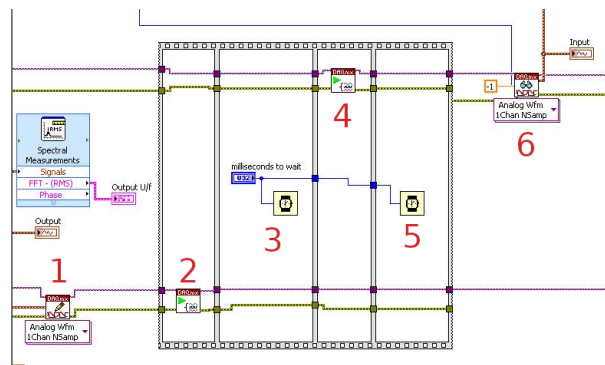 Input
DAQmx
-1
Analog Wfm
1Chan NSamp
6
DAQmx
4
RMS
Spectral
Measurements
Signals
FFT - (RMS)
Phase
Output U/f
milliseconds to wait
U32
3
5
Output
1
2
DAQmx
DAQmx
Analog Wfm
1Chan NSamp